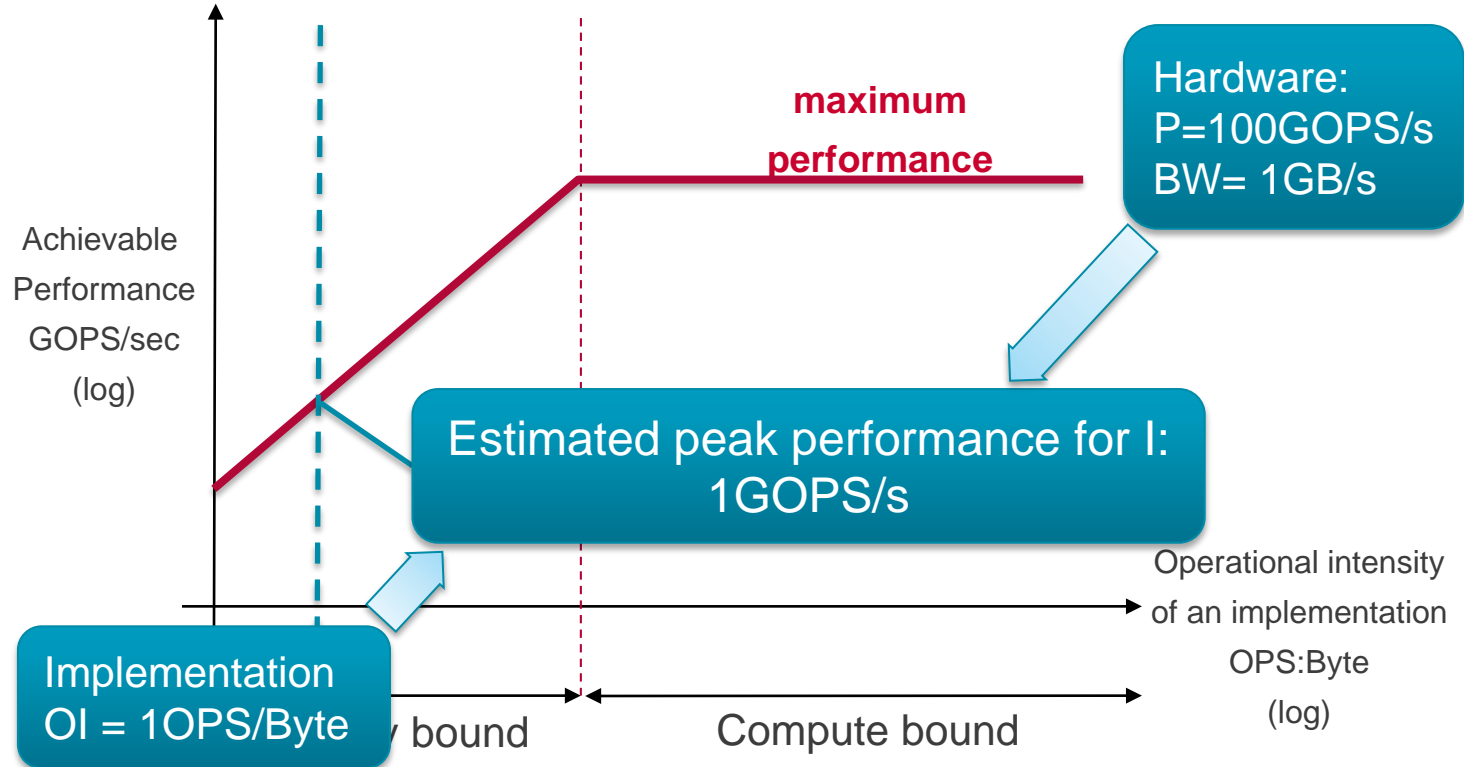 maximum
performance
Hardware:
P=100GOPS/s
BW= 1GB/s
Achievable
Performance
GOPS/sec
(log)
Estimated peak performance for I:
1GOPS/s
Operational intensity
of an implementation
OPS:Byte
(log)
Implementation
OI = 1OPS/Byte
bound
Compute bound